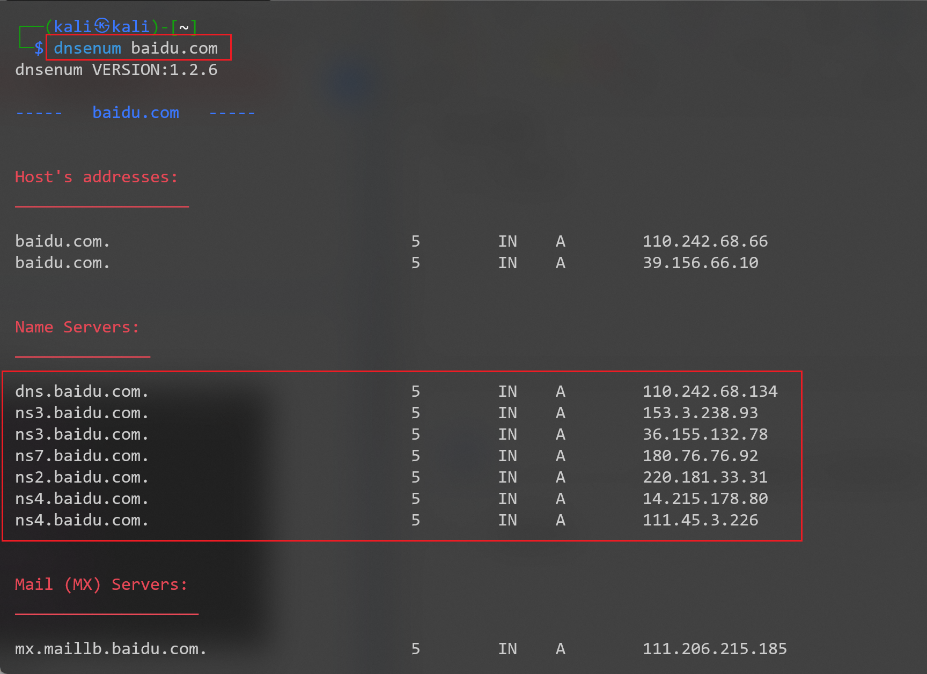 (kali㉿kali)-[~]
$ dnsenum baidu.com
dnsenum VERSION:1.2.6
----- baidu.com -----
Host's addresses:
baidu.com. 5 IN A 110.242.68.66
baidu.com. 5 IN A 39.156.66.10
Name Servers:
dns.baidu.com. 5 IN A 110.242.68.134
ns3.baidu.com. 5 IN A 153.3.238.93
ns3.baidu.com. 5 IN A 36.155.132.78
ns7.baidu.com. 5 IN A 180.76.76.92
ns2.baidu.com. 5 IN A 220.181.33.31
ns4.baidu.com. 5 IN A 14.215.178.80
ns4.baidu.com. 5 IN A 111.45.3.226
Mail (MX) Servers:
mx.maillb.baidu.com. 5 IN A 111.206.215.185